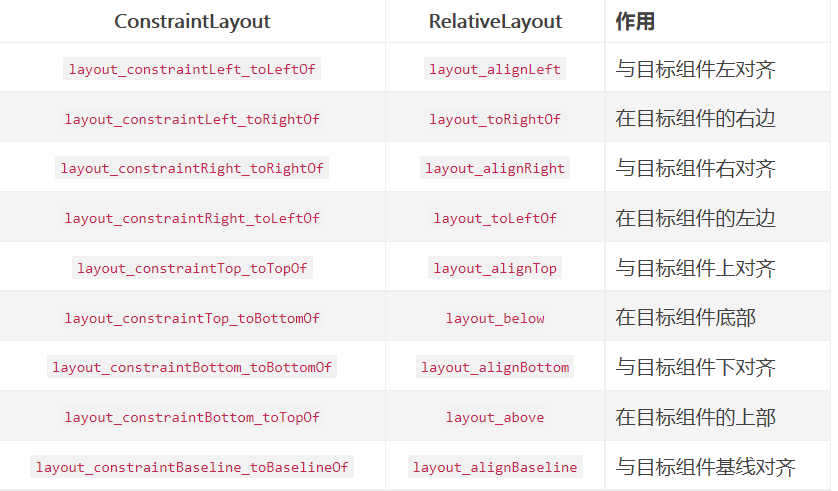 ConstraintLayout RelativeLayout 作用
layout_constraintLeft_toLeftOf layout_alignLeft 与目标组件左对齐
layout_constraintLeft_toRightOf layout_toRightOf 在目标组件的右边
layout_constraintRight_toRightOf layout_alignRight 与目标组件右对齐
layout_constraintRight_toLeftOf layout_toLeftOf 在目标组件的左边
layout_constraintTop_toTopOf layout_alignTop 与目标组件上对齐
layout_constraintTop_toBottomOf layout_below 在目标组件底部
layout_constraintBottom_toBottomOf layout_alignBottom 与目标组件下对齐
layout_constraintBottom_toTopOf layout_above 在目标组件的上部
layout_constraintBaseline_toBaselineOf layout_alignBaseline 与目标组件基线对齐